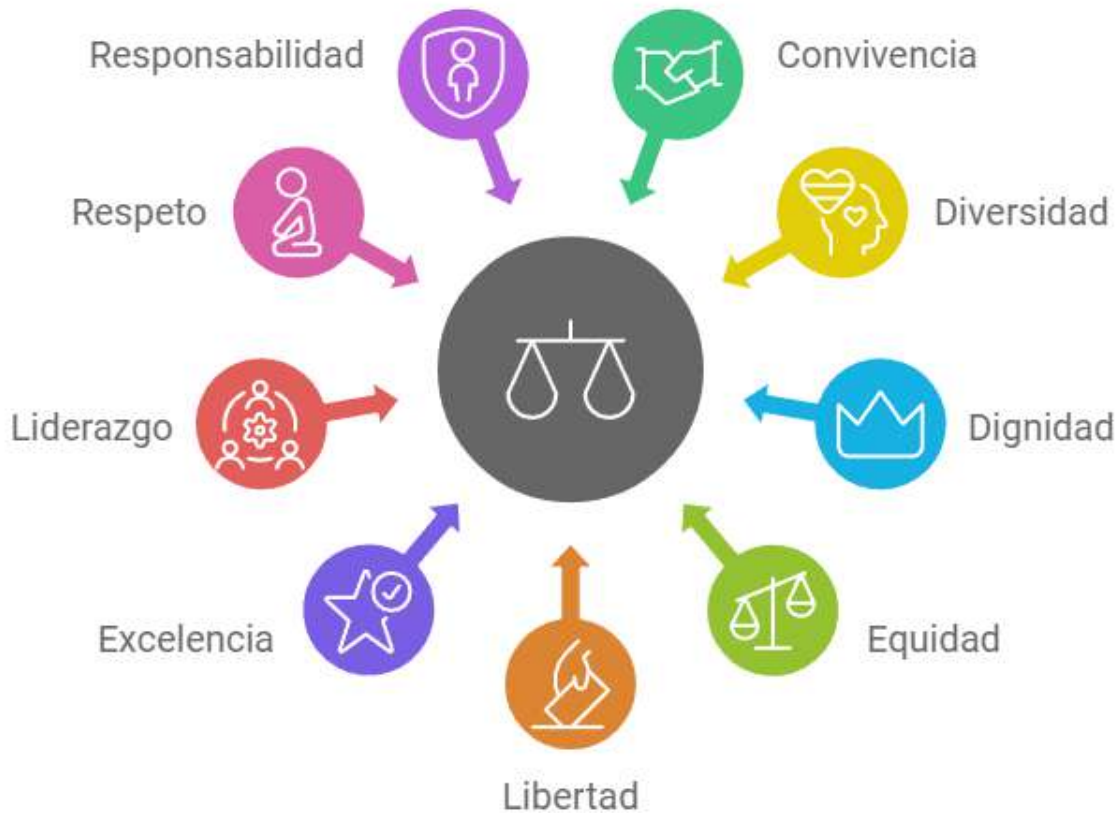 Responsabilidad
Convivencia
Respeto
Diversidad
Liderazgo
Dignidad
Excelencia
Equidad
Libertad